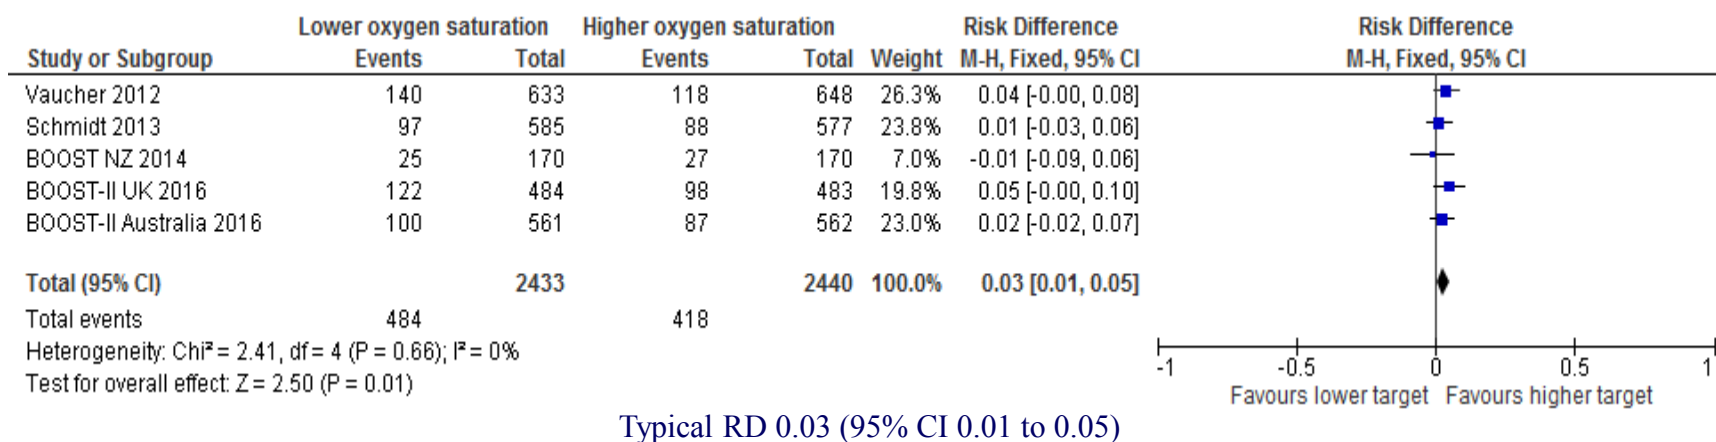 Lower oxygen saturation Higher oxygen saturation Risk Difference Risk Difference
Study or Subgroup Events Total Events Total Weight M-H, Fixed, 95% CI M-H, Fixed, 95% CI
Vaucher 2012 140 633 118 648 26.3% 0.04 [-0.00, 0.08]
Schmidt 2013 97 585 88 577 23.8% 0.01 [-0.03, 0.06]
BOOST NZ 2014 25 170 27 170 7.0% -0.01 [-0.09, 0.06]
BOOST-II UK 2016 122 484 98 483 19.8% 0.05 [-0.00, 0.10]
BOOST-II Australia 2016 100 561 87 562 23.0% 0.02 [-0.02, 0.07]
Total (95% CI) 2433 2440 100.0% 0.03 [0.01, 0.05]
Total events 484 418
Heterogeneity: Chi² = 2.41, df = 4 (P = 0.66); I² = 0%
Test for overall effect: Z = 2.50 (P = 0.01)
-1 -0.5 0 0.5 1
Favours lower target Favours higher target
Typical RD 0.03 (95% CI 0.01 to 0.05)